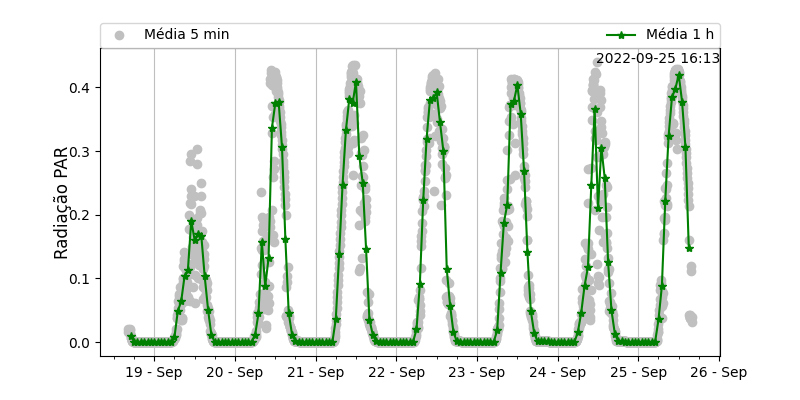 Média 5 min
Média 1 h
2022-09-25 16:13
Radiação PAR
0.4
0.3
0.2
0.1
0.0
19 - Sep
20 - Sep
21 - Sep
22 - Sep
23 - Sep
24 - Sep
25 - Sep
26 - Sep